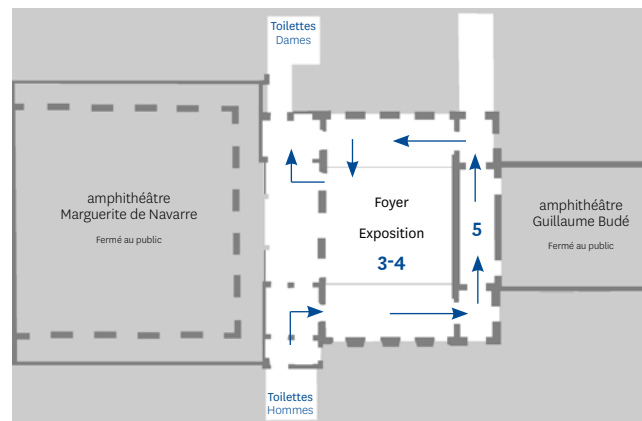 Toilettes
Dames
amphithéâtre
Marguerite de Navarre
Fermé au public
Foyer
Exposition
3-4
5
amphithéâtre
Guillaume Budé
Fermé au public
Toilettes
Hommes